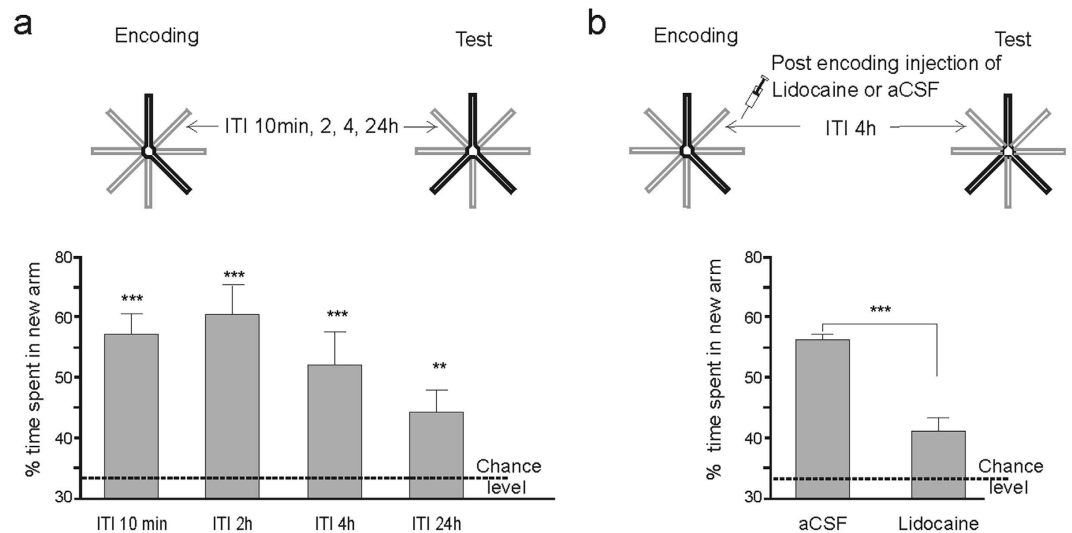 a
Encoding
Test
ITI 10min, 2, 4, 24h
% time spent in new arm
80
60
50
40
30
***
***
***
**
Chance
level
ITI 10 min
ITI 2h
ITI 4h
ITI 24h
b
Encoding
Test
Post encoding injection of
Lidocaine or aCSF
ITI 4h
% time spent in new arm
80
60
50
40
30
***
Chance
level
aCSF
Lidocaine